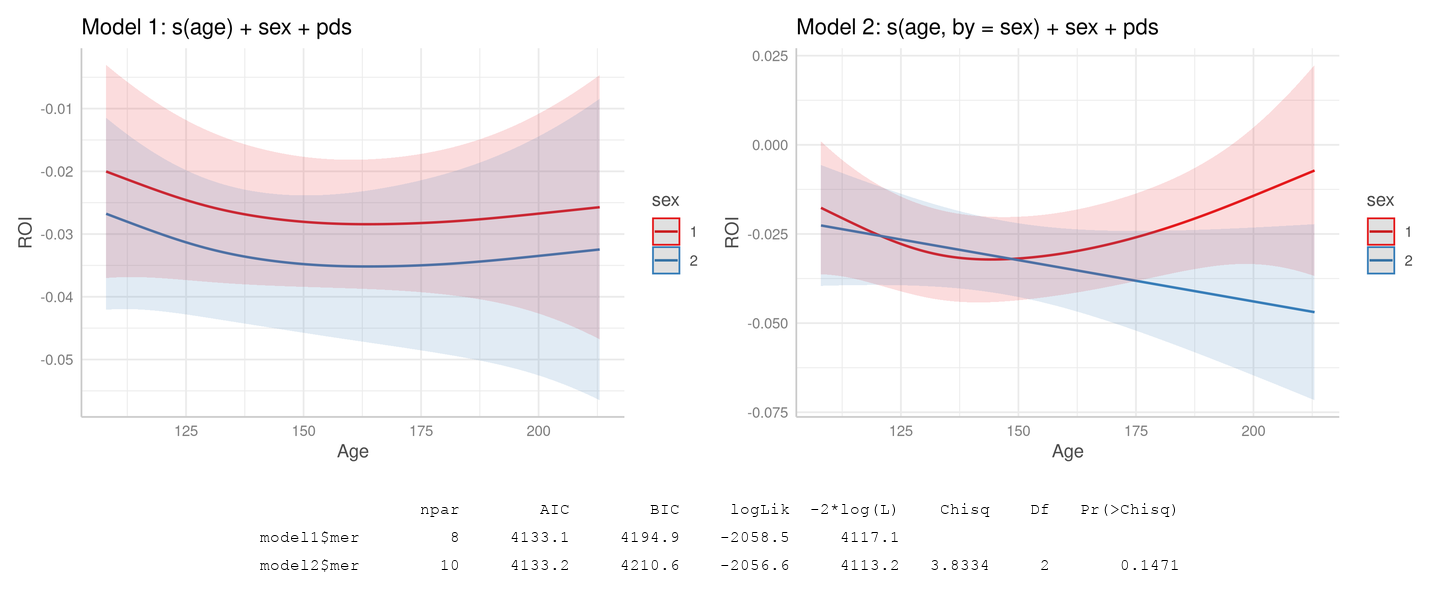 Model 1: s(age) + sex + pds
-0.01
-0.02
-0.03
-0.04
-0.05
ROI
125 150 175 200
Age
sex
1
2
Model 2: s(age, by = sex) + sex + pds
0.025
0.000
-0.025
-0.050
-0.075
ROI
125 150 175 200
Age
sex
1
2
npar AIC BIC logLik -2*log(L) Chisq Df Pr(>Chisq)
model1$mer 8 4133.1 4194.9 -2058.5 4117.1
model2$mer 10 4133.2 4210.6 -2056.6 4113.2 3.8334 2 0.1471